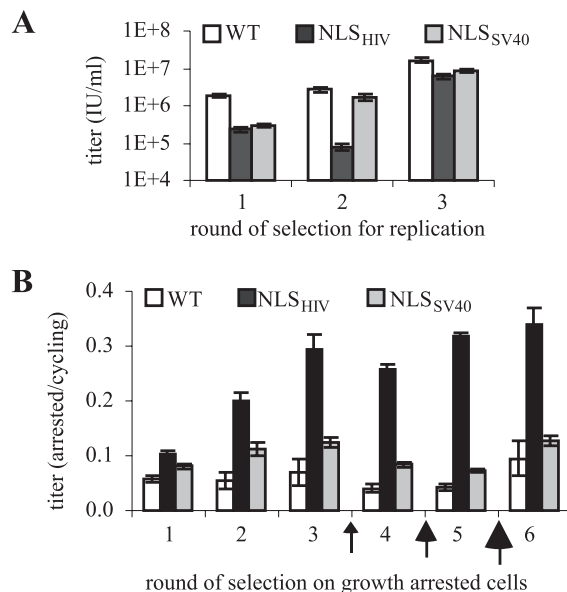 A
WT NLSHIV NLSSV40
titer (IU/ml)
1E+8
1E+7
1E+6
1E+5
1E+4
1 2 3
round of selection for replication
B
WT NLSHIV NLSSV40
titer (arrested/cycling)
0.4
0.3
0.2
0.1
0.0
1 2 3 4 5 6
round of selection on growth arrested cells